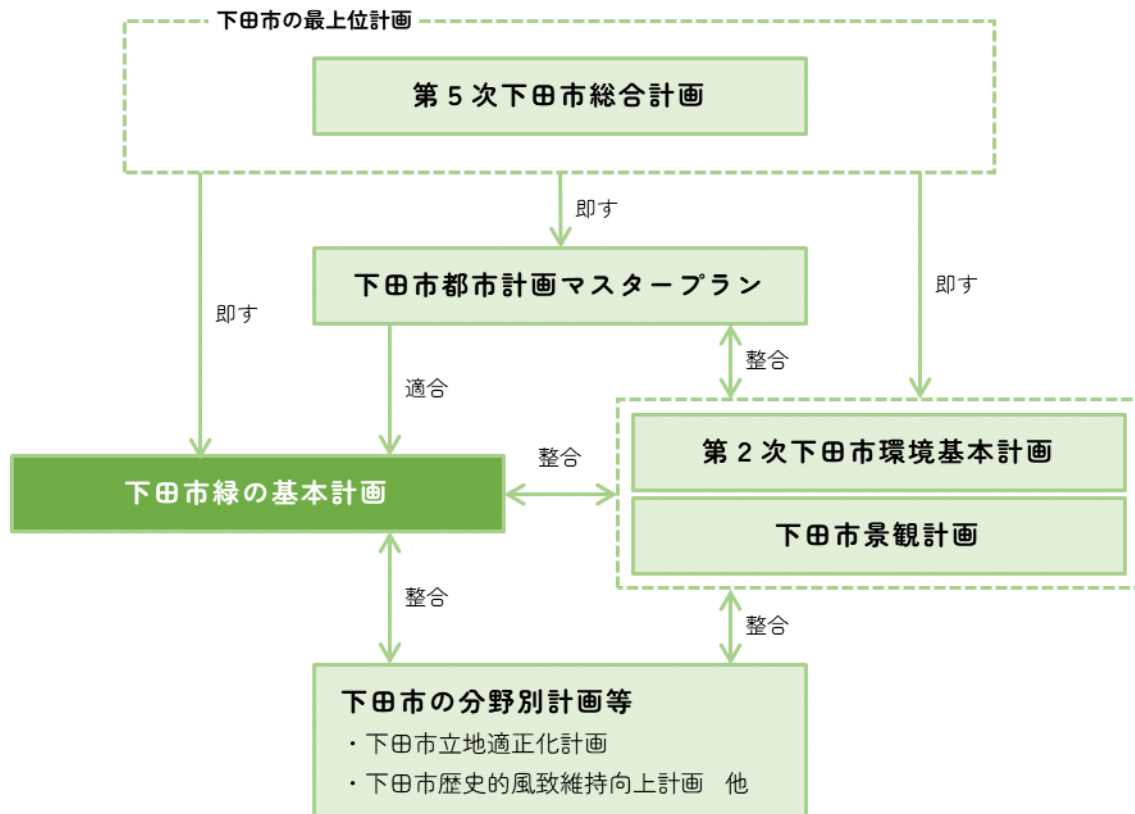 下田市の最上位計画
第5次下田市総合計画
即す
下田市都市計画マスタープラン
即す
即す
整合
適合
第2次下田市環境基本計画
整合
下田市緑の基本計画
下田市景観計画
整合
整合
下田市の分野別計画等
・下田市立地適正化計画
・下田市歴史的風致維持向上計画　他